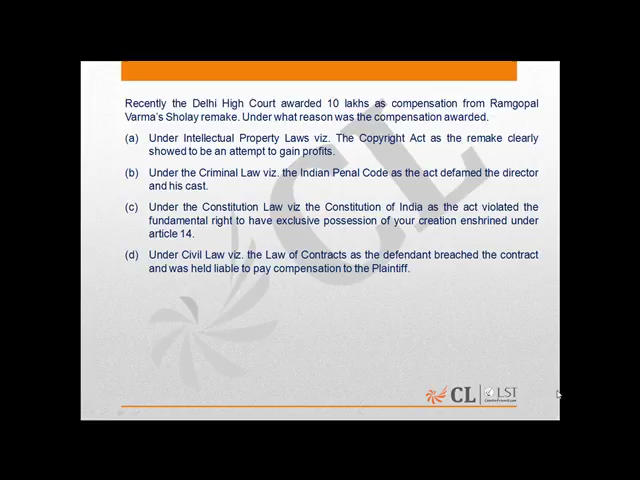 Recently the Delhi High Court awarded 10 lakhs as compensation from Ramgopal
Varma's Sholay remake. Under what reason was the compensation awarded.
(a) Under Intellectual Property Laws viz. The Copyright Act as the remake clearly
showed to be an attempt to gain profits.
(b) Under the Criminal Law viz. the Indian Penal Code as the act defamed the director
and his cast.
(c) Under the Constitution Law viz the Constitution of India as the act violated the
fundamental right to have exclusive possession of your creation enshrined under
article 14.
(d) Under Civil Law viz. the Law of Contracts as the defendant breached the contract
and was held liable to pay compensation to the Plaintiff.
CL
CL LST